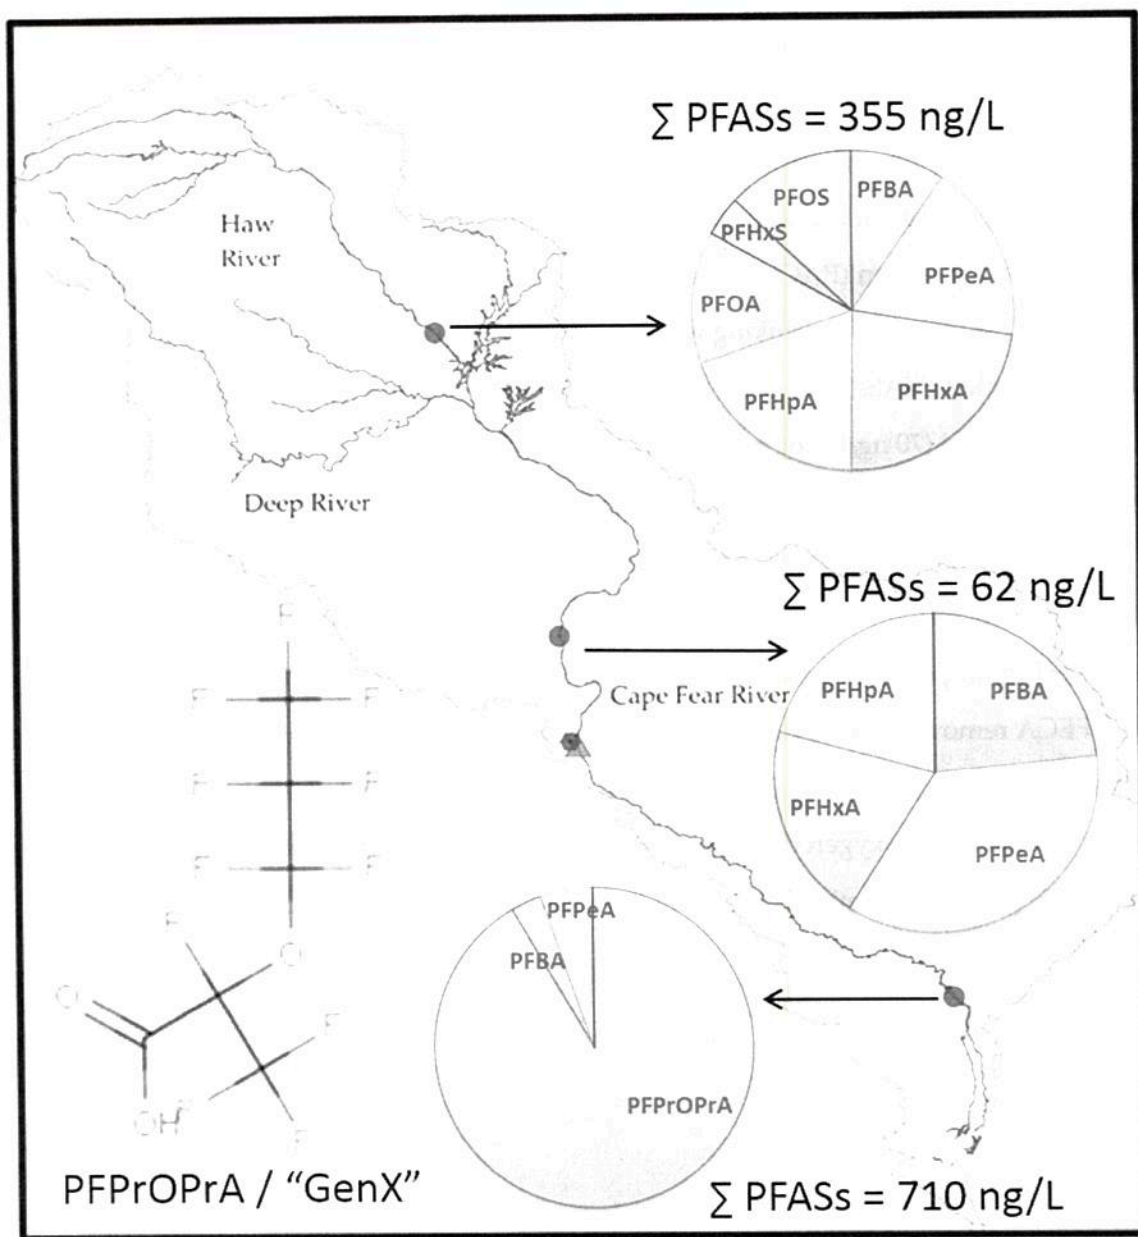 ∑ PFASs = 355 ng/L
PFOS
PFBA
PFHxS
PFPeA
PFOA
PFHpA
PFHxA
Haw
River
Deep River
∑ PFASs = 62 ng/L
PFHpA
PFBA
Cape Fear River
PFHxA
PFPeA
PFPeA
PFBA
PFPrOPrA
∑ PFASs = 710 ng/L
F
F F
F F
F F
F O
O F
F
OH F
PFPrOPrA / “GenX”